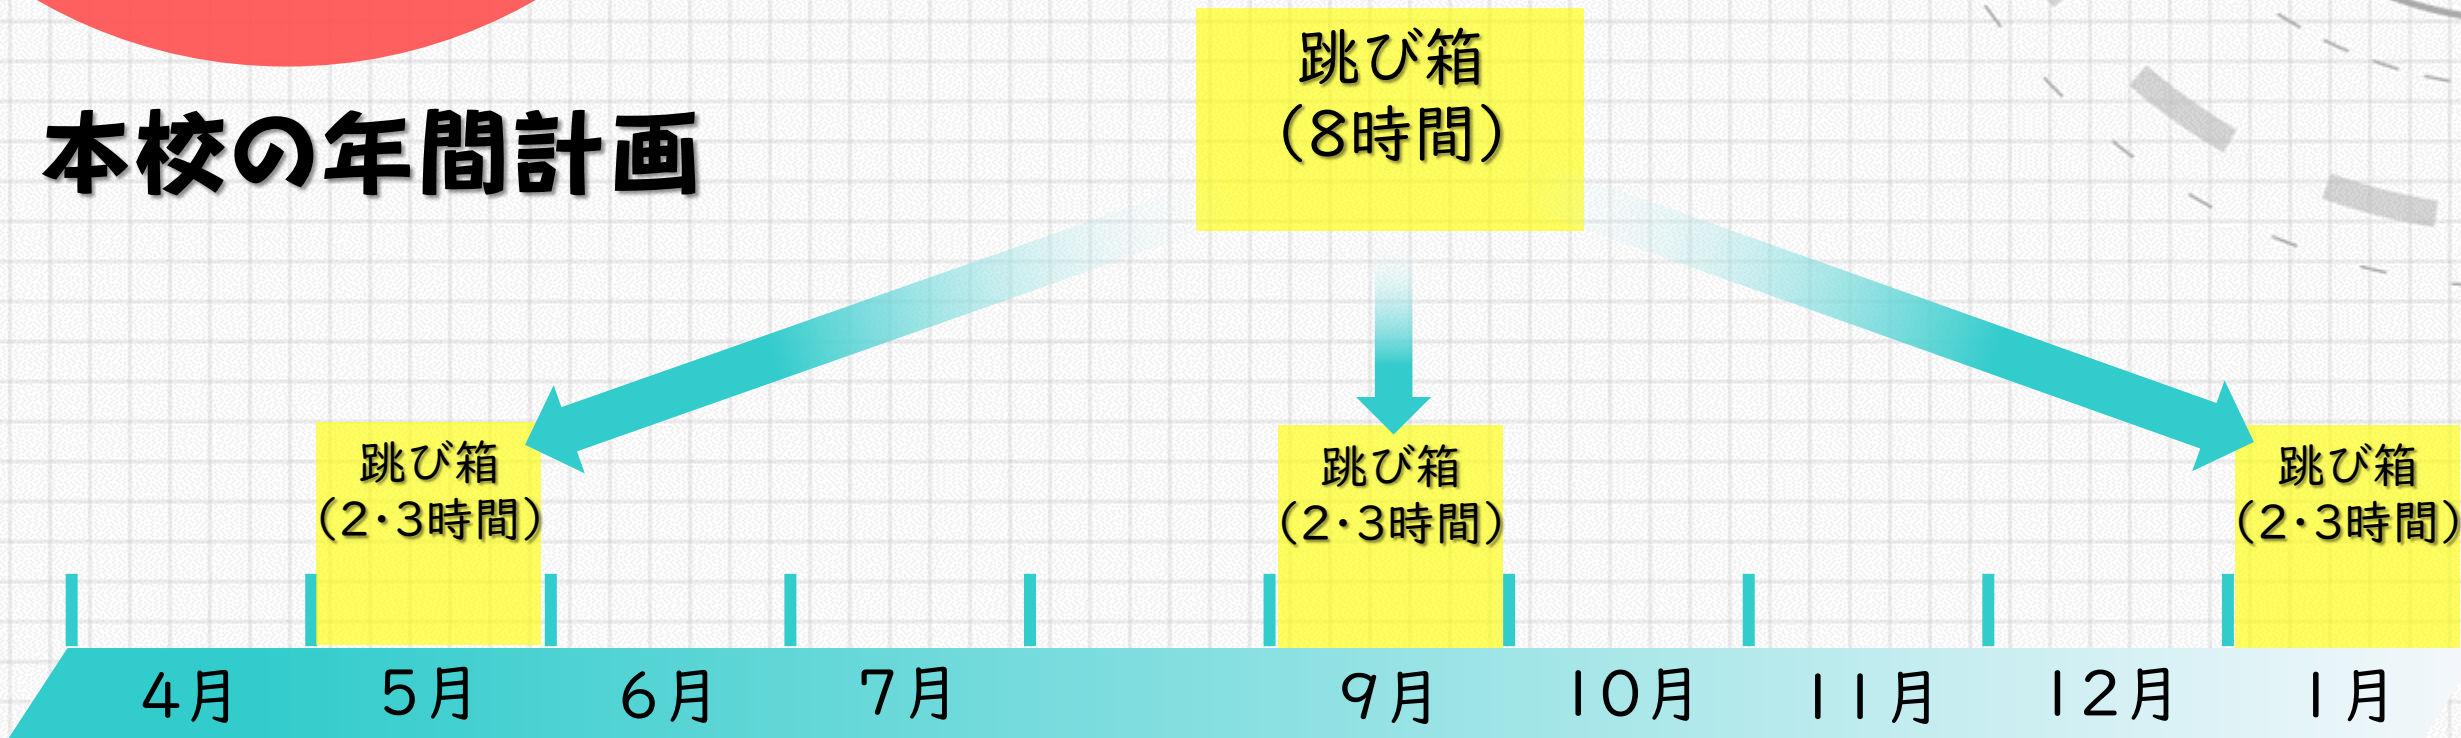 跳び箱
（8時間）
本校の年間計画
跳び箱
（2・3時間）
跳び箱
（2・3時間）
跳び箱
（2・3時間）
4月 5月 6月 7月 9月 10月 11月 12月 1月